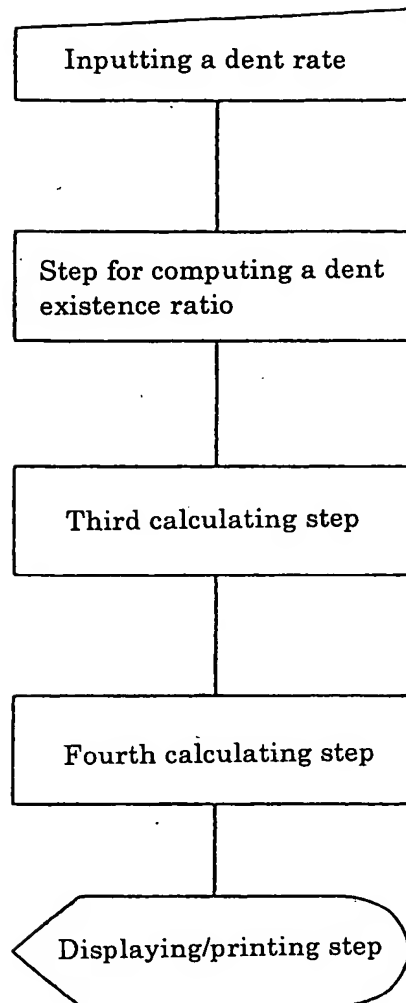 Inputting a dent rate
Step for computing a dent
existence ratio
Third calculating step
Fourth calculating step
Displaying/printing step